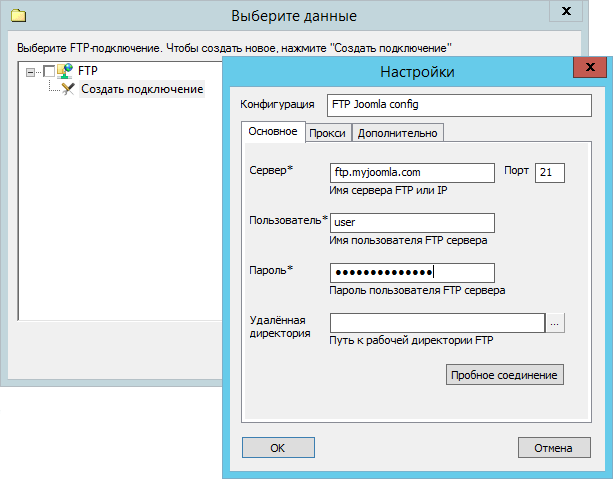 Выберите данные
x
Выберите FTP-подключение. Чтобы создать новое, нажмите "Создать подключение"
FTP
Создать подключение
Настройки
x
Конфигурация FTP Joomla config
Основное Прокси Дополнительно
Сервер* ftp.myjoomla.com Порт 21
Имя сервера FTP или IP
Пользователь* user
Имя пользователя FTP сервера
Пароль* ●●●●●●●●●●●●●●
Пароль пользователя FTP сервера
Удалённая
директория ...
Путь к рабочей директории FTP
Пробное соединение
OK Отмена